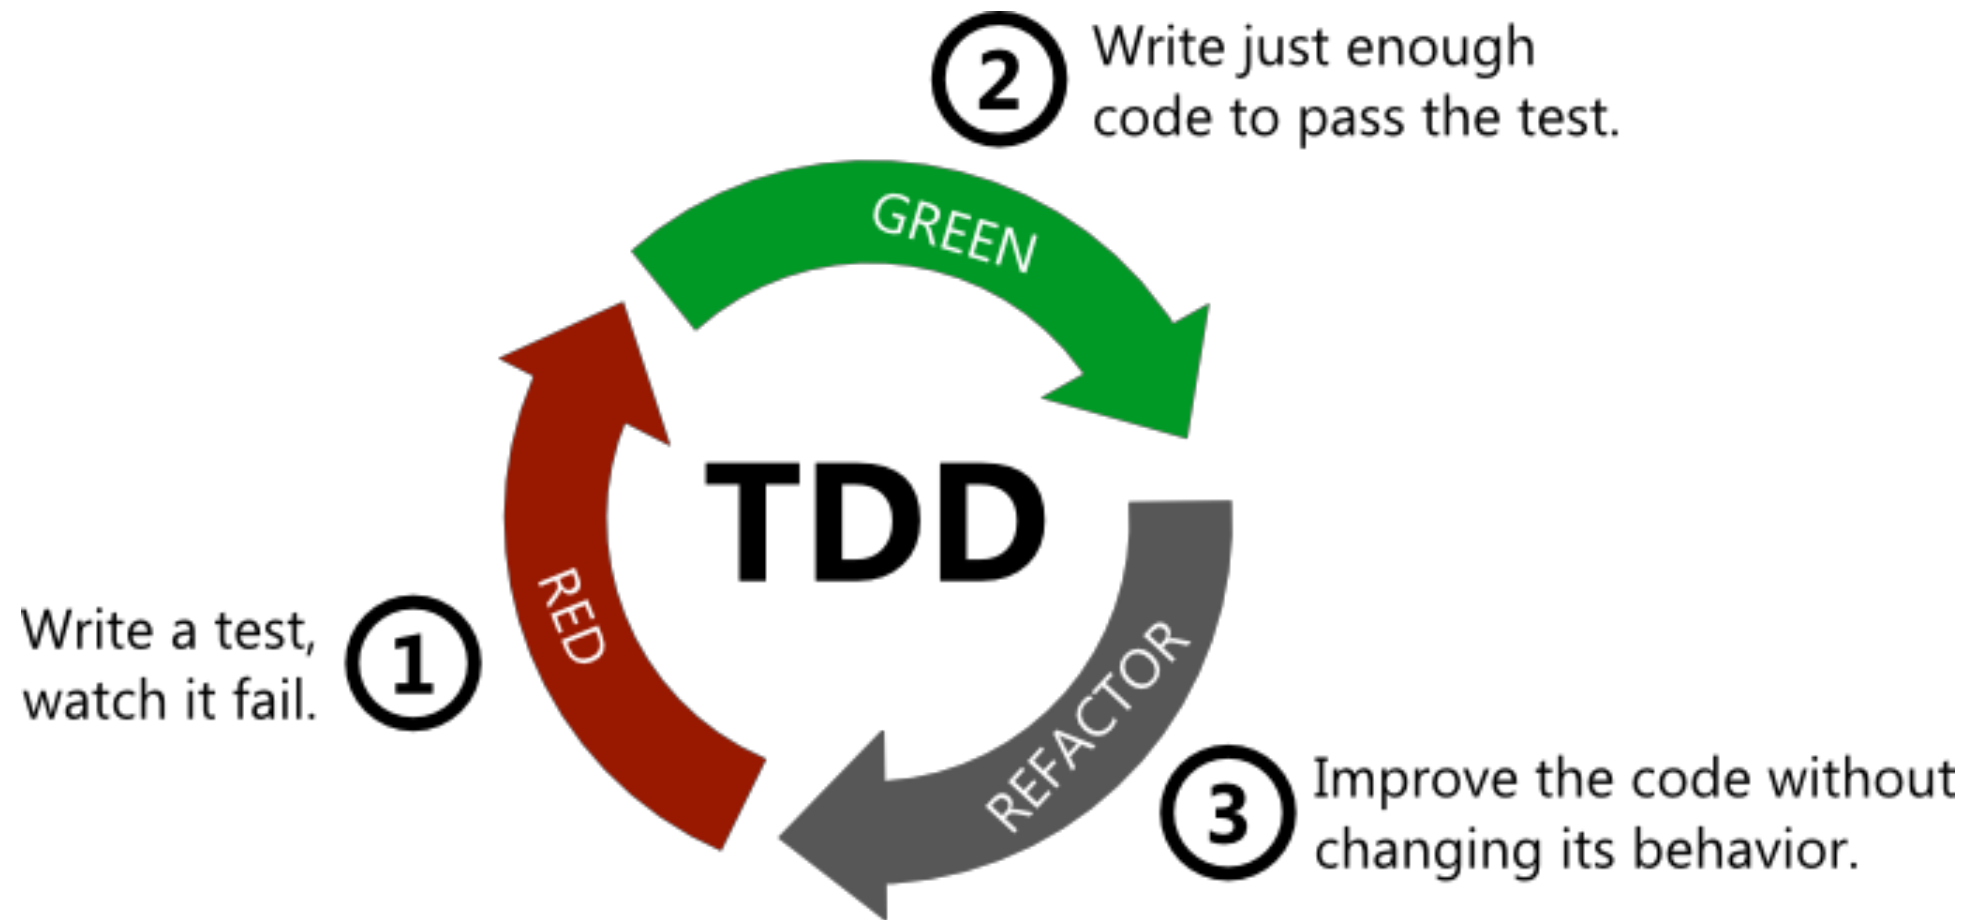 2
Write just enough
code to pass the test.
GREEN
TDD
RED
Write a test,
watch it fail.
1
REFACTOR
3
Improve the code without
changing its behavior.